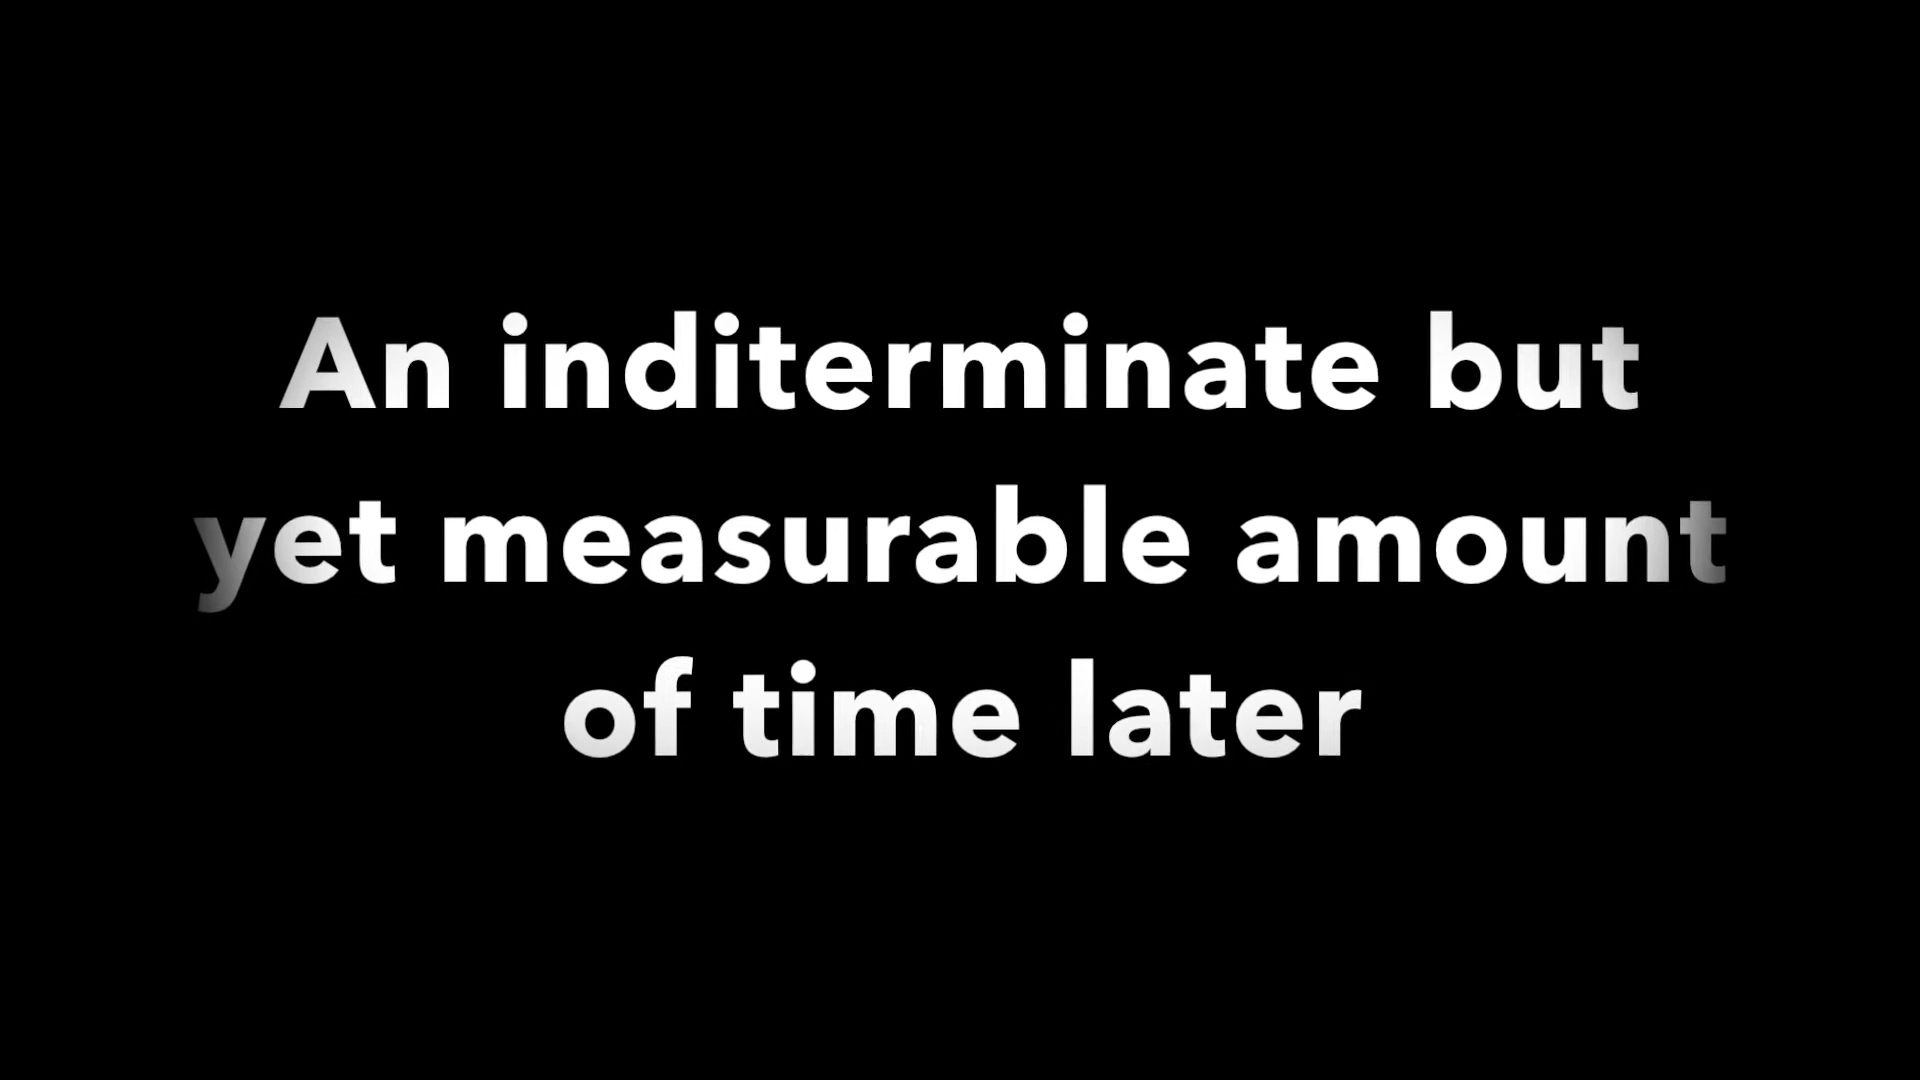 An inditerminate but
yet measurable amount
of time later